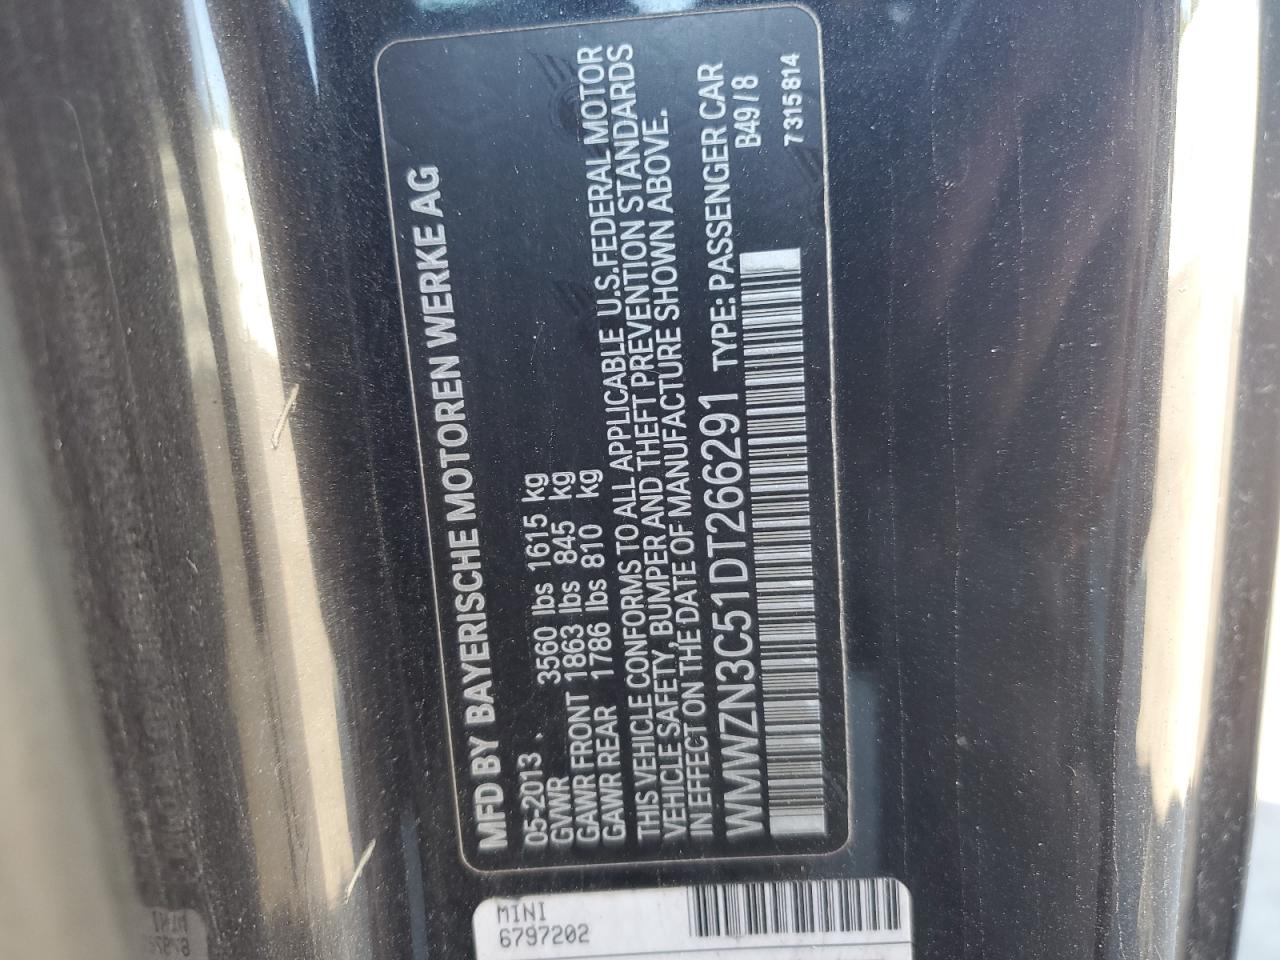 MFD BY BAYERISCHE MOTOREN WERKE AG
05-2013
GVWR 3560 lbs 1615 kg
GAWR FRONT 1863 lbs 845 kg
GAWR REAR 1786 lbs 810 kg
THIS VEHICLE CONFORMS TO ALL APPLICABLE U.S.FEDERAL MOTOR
VEHICLE SAFETY, BUMPER AND THEFT PREVENTION STANDARDS
IN EFFECT ON THE DATE OF MANUFACTURE SHOWN ABOVE.
WMWZN3C51DT266291 TYPE: PASSENGER CAR
B49/8
7315814
MINI
6797202